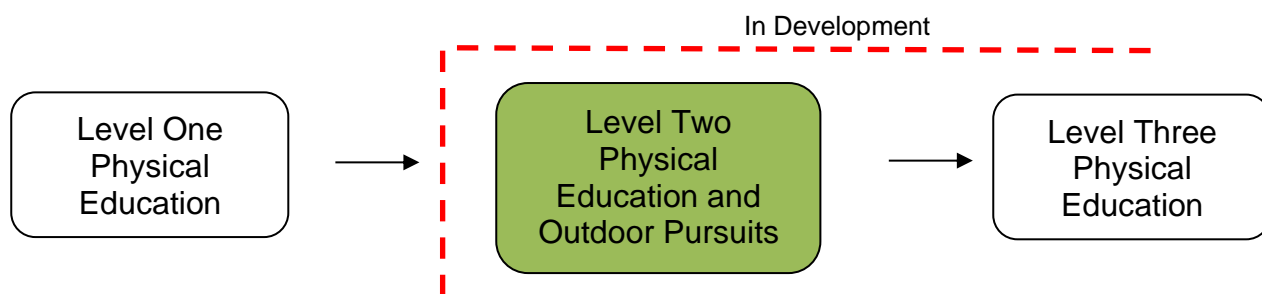 In Development
Level One
Physical
Education
Level Two
Physical
Education and
Outdoor Pursuits
Level Three
Physical
Education